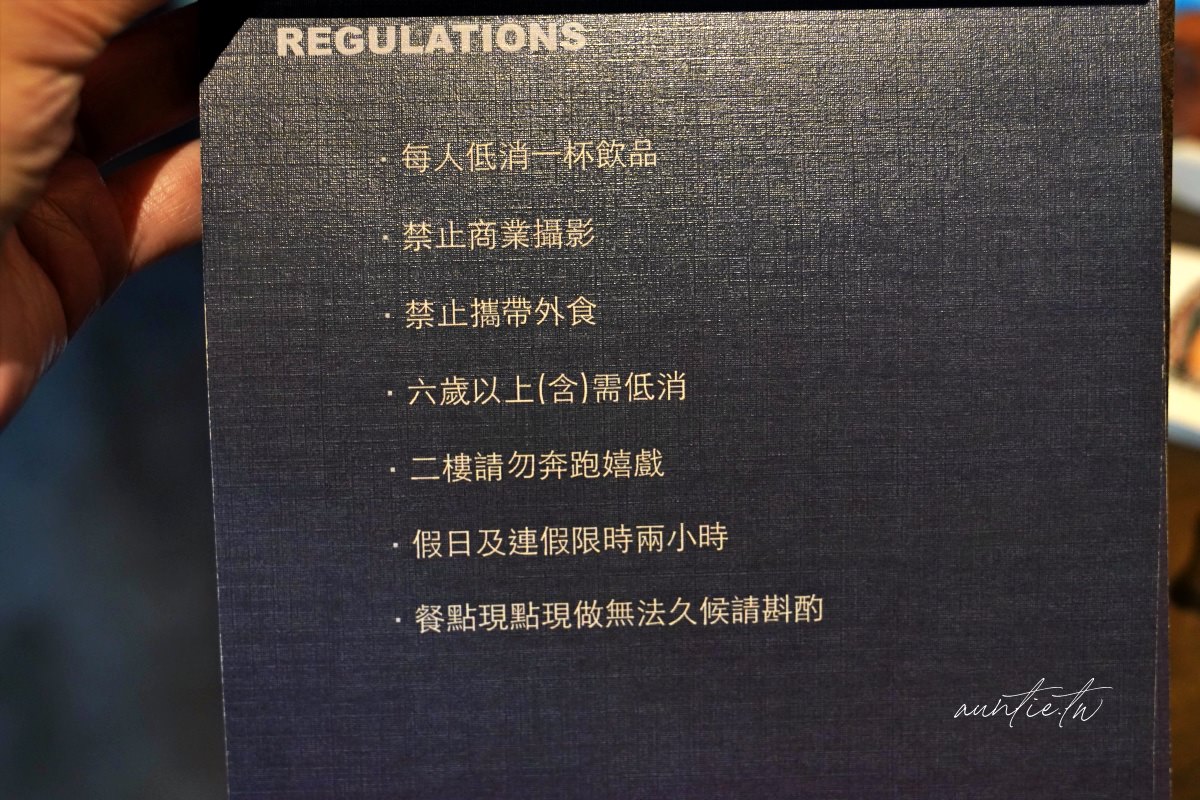 REGULATIONS
· 每人低消一杯飲品
· 禁止商業攝影
· 禁止攜帶外食
· 六歲以上(含)需低消
· 二樓請勿奔跑嬉戲
· 假日及連假限時兩小時
· 餐點現點現做無法久候請斟酌
auntie.tw